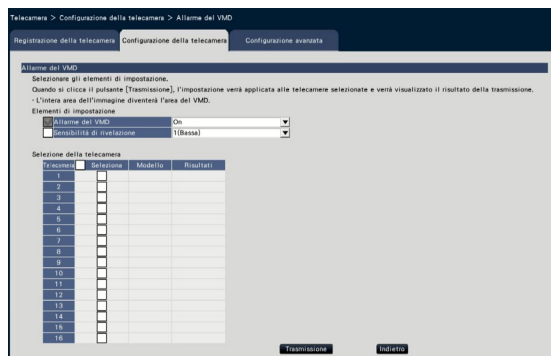 Telecamera > Configurazione della telecamera > Allarme del VMD
Registrazione della telecamera Configurazione della telecamera Configurazione avanzata
Allarme del VMD
Selezionare gli elementi di impostazione.
Quando si clicca il pulsante [Trasmissione], l'impostazione verrà applicata alle telecamere selezionate e verrà visualizzato il risultato della trasmissione.
· L'intera area dell'immagine diventerà l'area del VMD.
Elementi di impostazione
Allarme del VMD On
Sensibilità di rivelazione 1(Bassa)
Selezione della telecamera
Telecamera Seleziona Modello Risultati
1
2
3
4
5
6
7
8
9
10
11
12
13
14
15
16
Trasmissione Indietro